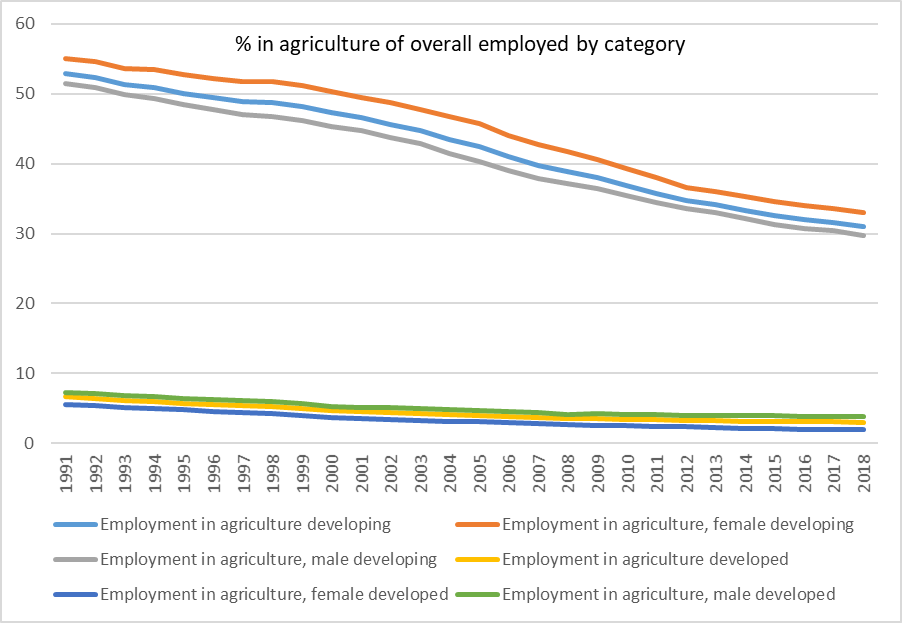 % in agriculture of overall employed by category
60
50
40
30
20
10
0
1991 1992 1993 1994 1995 1996 1997 1998 1999 2000 2001 2002 2003 2004 2005 2006 2007 2008 2009 2010 2011 2012 2013 2014 2015 2016 2017 2018
Employment in agriculture developing Employment in agriculture, female developing
Employment in agriculture, male developing Employment in agriculture developed
Employment in agriculture, female developed Employment in agriculture, male developed